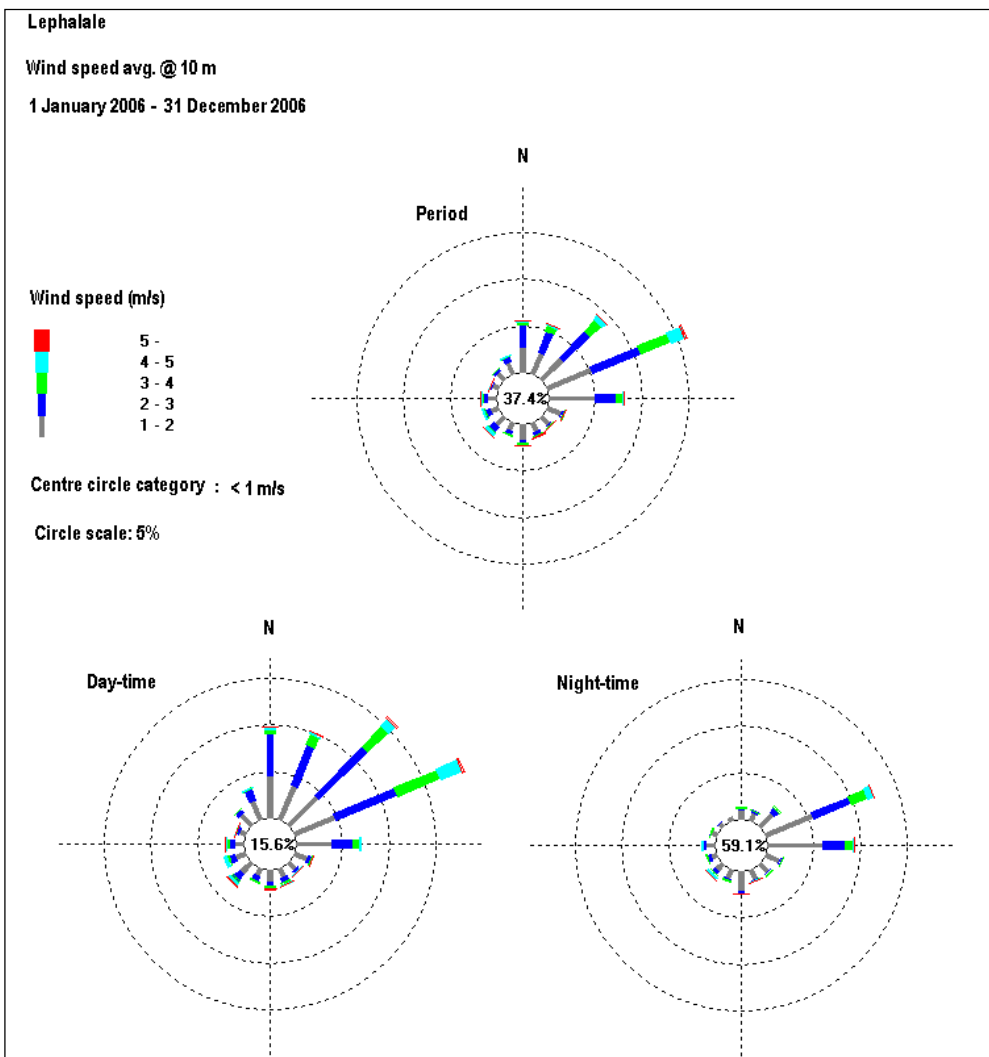 Lephalale
Wind speed avg. @ 10 m
1 January 2006 - 31 December 2006
N
Period
37.4%
Wind speed (m/s)
5 -
4 - 5
3 - 4
2 - 3
1 - 2
Centre circle category : < 1 m/s
Circle scale: 5%
N
Day-time
15.6%
N
Night-time
59.1%